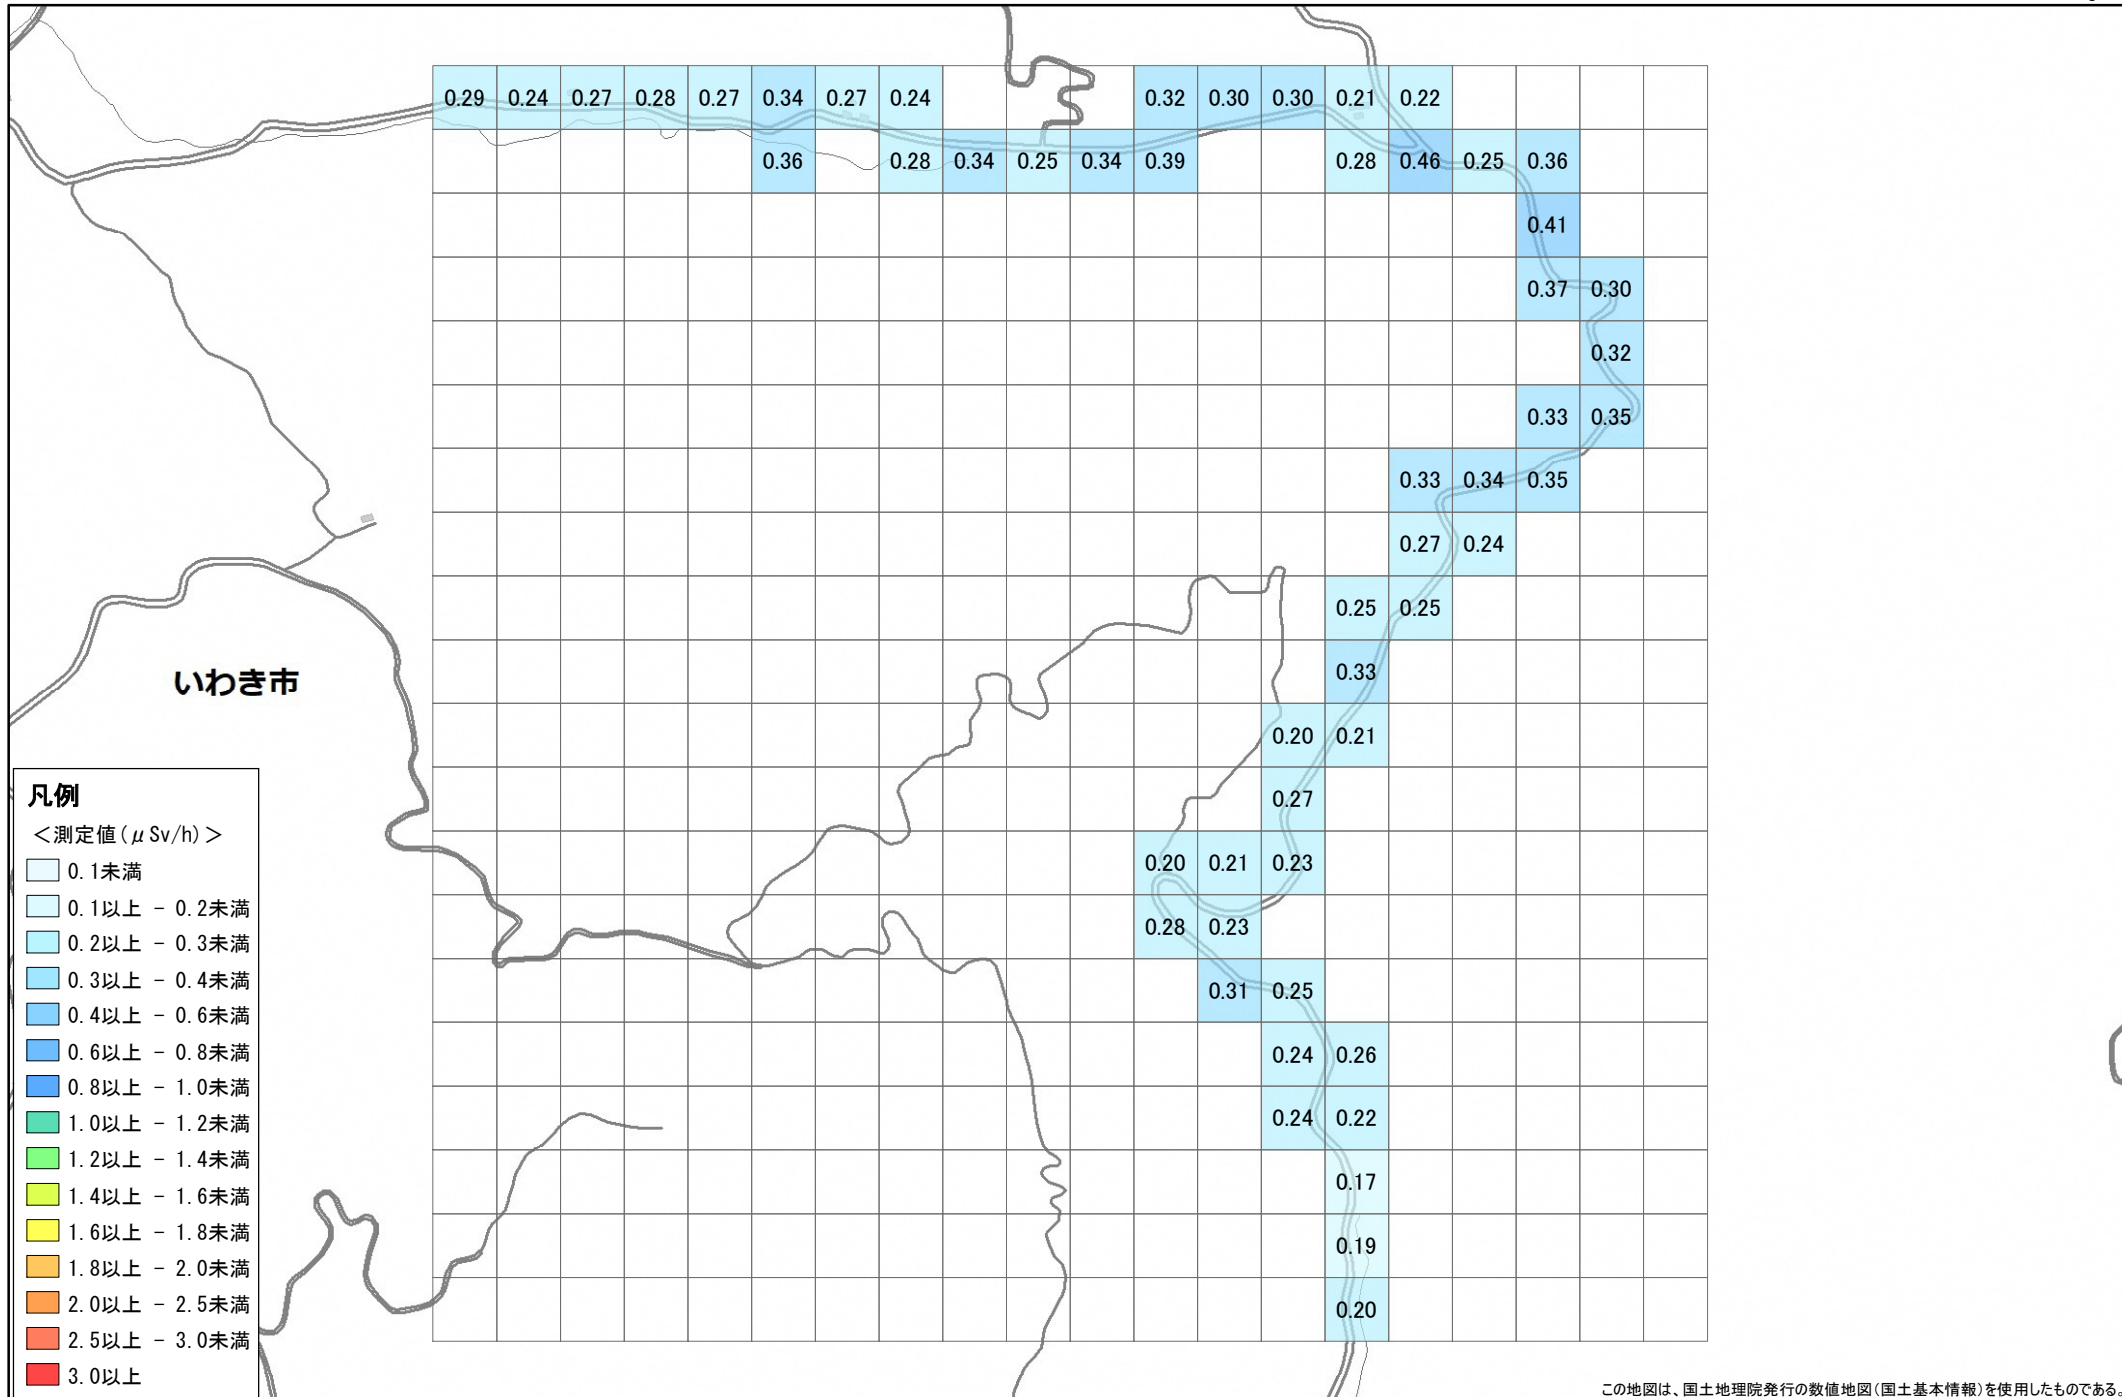 0.29 0.24 0.27 0.28 0.27 0.34 0.27 0.24 0.32 0.30 0.30 0.21 0.22
0.36 0.28 0.34 0.25 0.34 0.39 0.28 0.46 0.25 0.36
0.41
0.37 0.30
0.32
0.33 0.35
0.33 0.34 0.35
0.27 0.24
0.25 0.25
0.33
いわき市
0.20 0.21
0.27
0.20 0.21 0.23
0.28 0.23
0.31 0.25
0.24 0.26
0.24 0.22
0.17
0.19
0.20
凡例
＜測定値(μSv/h)＞
0.1未満
0.1以上 - 0.2未満
0.2以上 - 0.3未満
0.3以上 - 0.4未満
0.4以上 - 0.6未満
0.6以上 - 0.8未満
0.8以上 - 1.0未満
1.0以上 - 1.2未満
1.2以上 - 1.4未満
1.4以上 - 1.6未満
1.6以上 - 1.8未満
1.8以上 - 2.0未満
2.0以上 - 2.5未満
2.5以上 - 3.0未満
3.0以上
この地図は、国土地理院発行の数値地図(国土基本情報)を使用したものである。